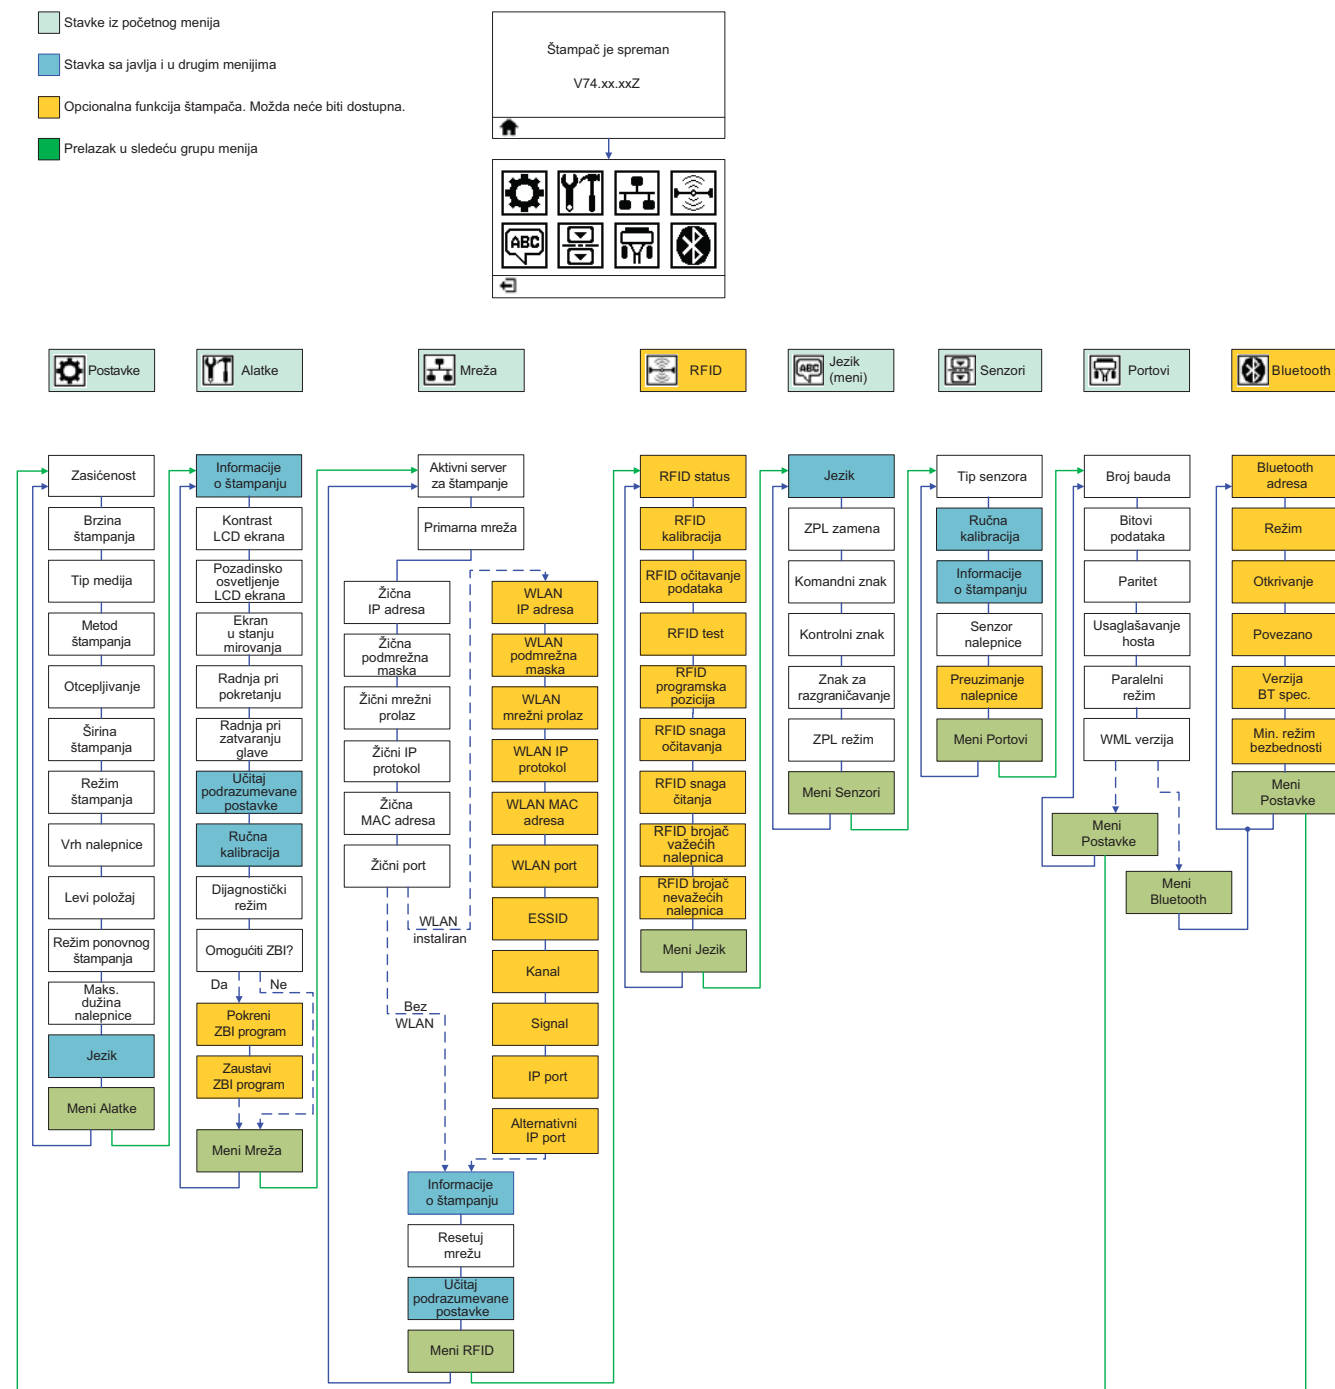 Stavke iz početnog menija
Stavka sa javlja i u drugim menijima
Opcionalna funkcija štampača. Možda neće biti dostupna.
Prelazak u sledeću grupu menija
Štampač je spreman
V74.xx.xxZ
ABC
Postavke
Alatke
Mreža
RFID
ABC
Jezik
(meni)
Senzori
Portovi
Bluetooth
Zasićenost
Brzina
štampanja
Tip medija
Metod
štampanja
Otcepljivanje
Širina
štampanja
Režim
štampanja
Vrh nalepnice
Levi položaj
Režim ponovnog
štampanja
Maks.
dužina
nalepnice
Jezik
Meni Alatke
Informacije
o štampanju
Kontrast
LCD ekrana
Pozadinsko
osvetljenje
LCD ekrana
Ekran
u stanju
mirovanja
Radnja pri
pokretanju
Radnja pri
zatvaranju
glave
Učitaj
podrazumevane
postavke
Ručna
kalibracija
Dijagnostički
režim
Omogućiti ZBI?
Da
Ne
Pokreni
ZBI program
Zaustavi
ZBI program
Meni Mreža
Aktivni server
za štampanje
Primarna mreža
Žična
IP adresa
Žična
podmrežna
maska
Žični mrežni
prolaz
Žični IP
protokol
Žična
MAC adresa
Žični port
WLAN
instaliran
Bez
WLAN
WLAN
IP adresa
WLAN
podmrežna
maska
WLAN
mrežni prolaz
WLAN IP
protokol
WLAN MAC
adresa
WLAN port
ESSID
Kanal
Signal
IP port
Alternativni
IP port
Informacije
o štampanju
Resetuj
mrežu
Učitaj
podrazumevane
postavke
Meni RFID
RFID status
RFID
kalibracija
RFID očitavanje
podataka
RFID test
RFID
programska
pozicija
RFID snaga
očitavanja
RFID snaga
čitanja
RFID brojač
važećih
nalepnica
RFID brojač
nevažećih
nalepnica
Meni Jezik
Jezik
ZPL zamena
Komandni znak
Kontrolni znak
Znak za
razgraničavanje
ZPL režim
Meni Senzori
Tip senzora
Ručna
kalibracija
Informacije
o štampanju
Senzor
nalepnice
Preuzimanje
nalepnice
Meni Portovi
Broj bauda
Bitovi
podataka
Paritet
Usaglašavanje
hosta
Paralelni
režim
WML verzija
Meni
Postavke
Meni
Bluetooth
Bluetooth
adresa
Režim
Otkrivanje
Povezano
Verzija
BT spec.
Min. režim
bezbednosti
Meni
Postavke